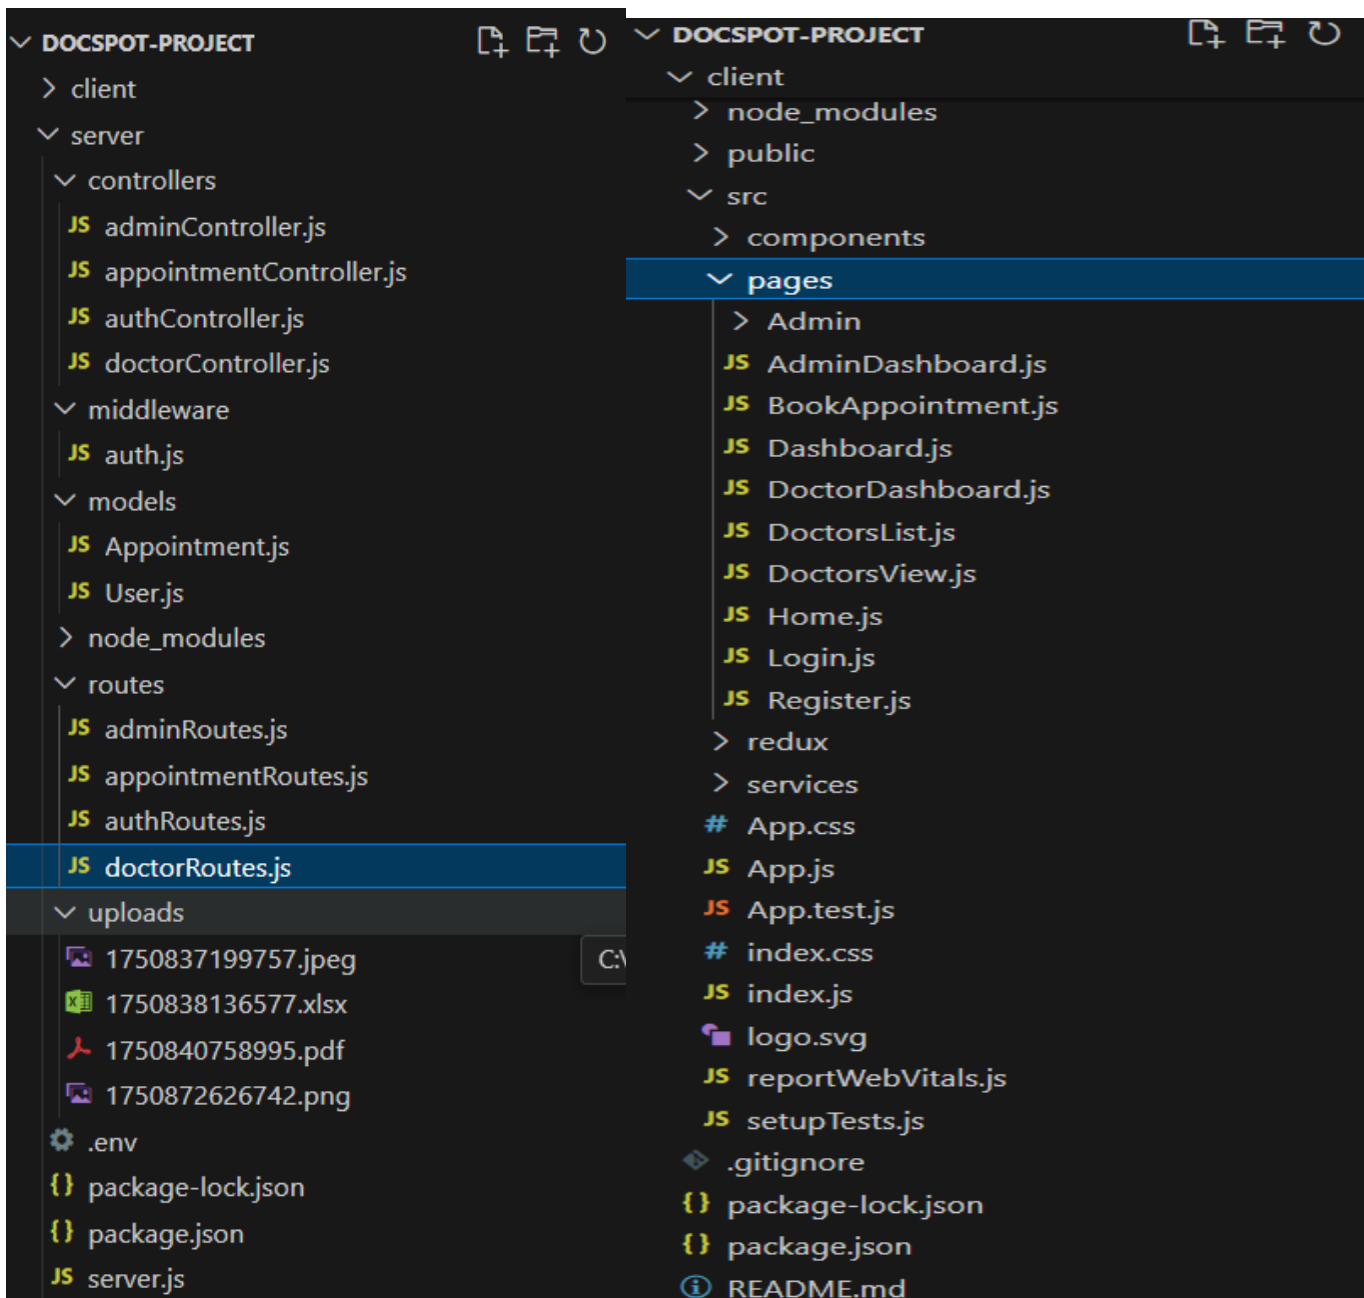 DOCSPOT-PROJECT
client
server
controllers
JS adminController.js
JS appointmentController.js
JS authController.js
JS doctorController.js
middleware
JS auth.js
models
JS Appointment.js
JS User.js
node_modules
routes
JS adminRoutes.js
JS appointmentRoutes.js
JS authRoutes.js
JS doctorRoutes.js
uploads
1750837199757.jpeg
C:\
1750838136577.xlsx
1750840758995.pdf
1750872626742.png
.env
{} package-lock.json
{} package.json
JS server.js
DOCSPOT-PROJECT
client
node_modules
public
src
components
pages
Admin
JS AdminDashboard.js
JS BookAppointment.js
JS Dashboard.js
JS DoctorDashboard.js
JS DoctorsList.js
JS DoctorsView.js
JS Home.js
JS Login.js
JS Register.js
redux
services
# App.css
JS App.js
JS App.test.js
# index.css
JS index.js
logo.svg
JS reportWebVitals.js
JS setupTests.js
.gitignore
{} package-lock.json
{} package.json
README.md